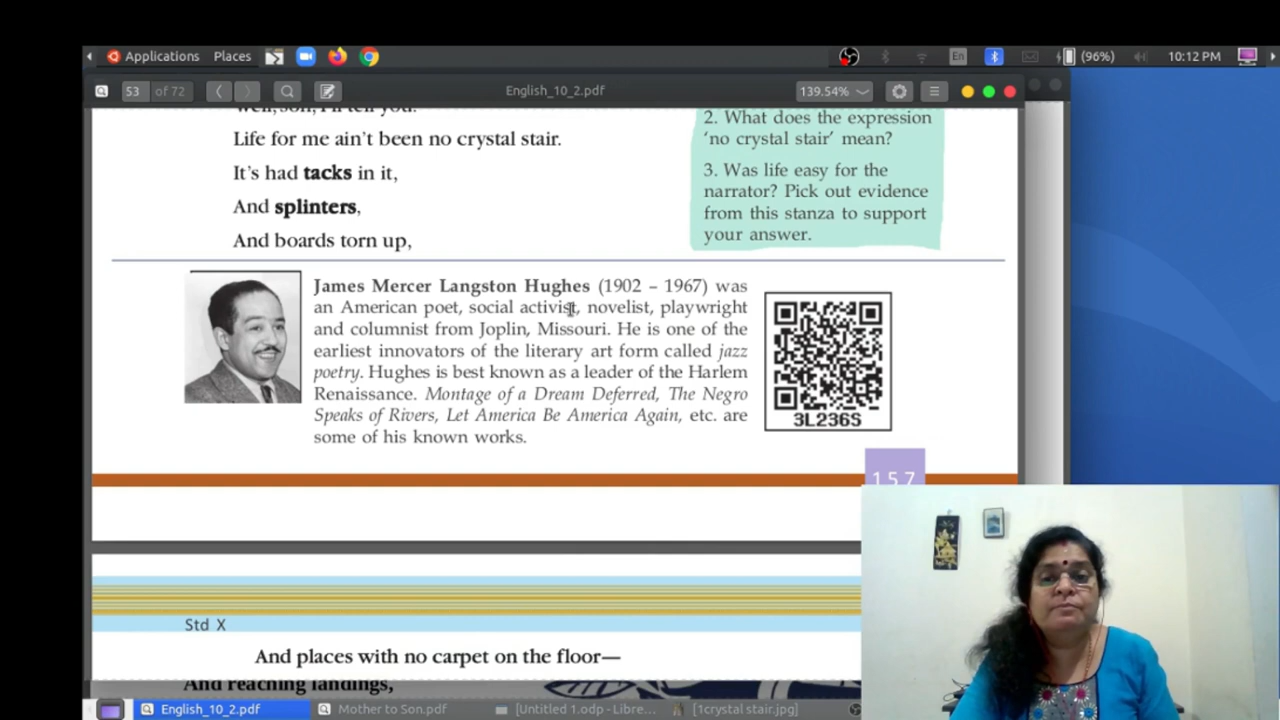 Applications Places En (96%) 10:12 PM
53 of 72 English_10_2.pdf 139.54%
Well, son, I'll tell you:
Life for me ain't been no crystal stair.
It's had tacks in it,
And splinters,
And boards torn up,
2. What does the expression
'no crystal stair' mean?
3. Was life easy for the
narrator? Pick out evidence
from this stanza to support
your answer.
James Mercer Langston Hughes (1902 – 1967) was
an American poet, social activist, novelist, playwright
and columnist from Joplin, Missouri. He is one of the
earliest innovators of the literary art form called jazz
poetry. Hughes is best known as a leader of the Harlem
Renaissance. Montage of a Dream Deferred, The Negro
Speaks of Rivers, Let America Be America Again, etc. are
some of his known works.
3L236S
157
Std X
And places with no carpet on the floor—
And reaching landings,
English_10_2.pdf Mother to Son.pdf [Untitled 1.odp - Libre... [1crystal stair.jpg]